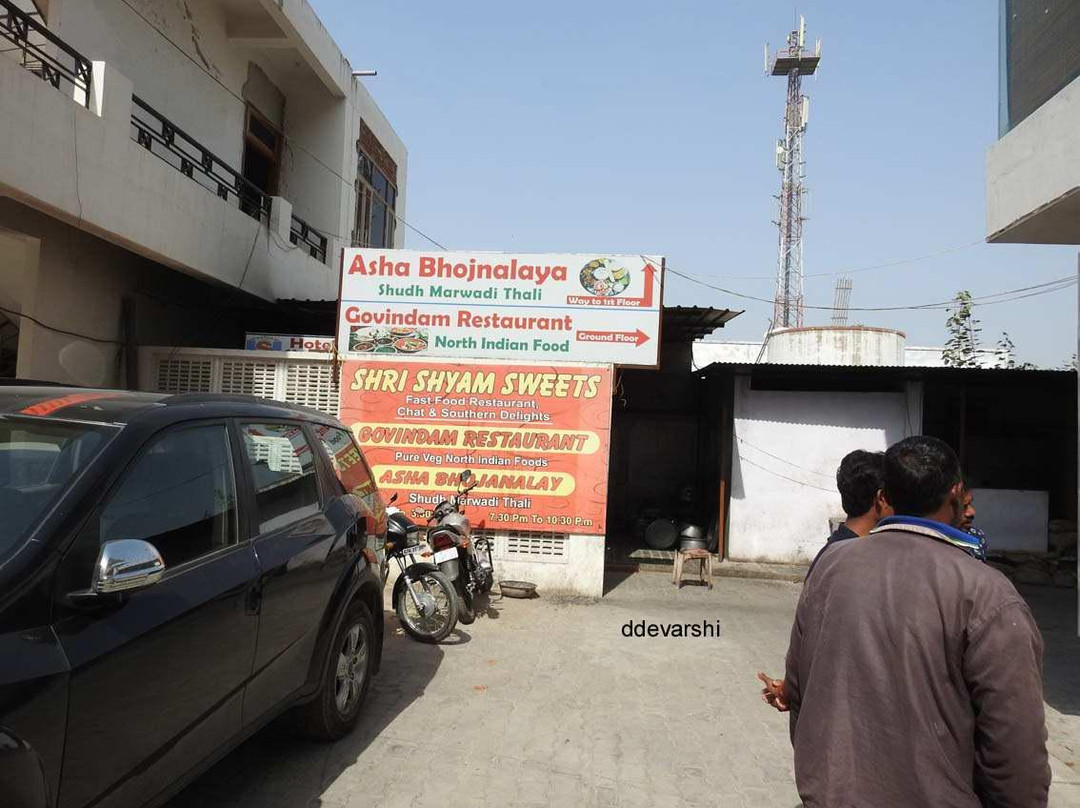 Asha Bhojnalaya
Shudh Marwadi Thali
Way to 1st Floor
Govindam Restaurant
North Indian Food
Ground Floor
Hote
SHRI SHYAM SWEETS
Fast Food Restaurant,
Chat & Southern Delights
GOVINDAM RESTAURANT
Pure Veg North Indian Foods
ASHA BHOJANALAY
Shudh Marwadi Thali
7:30 Pm To 10:30 P.m
ddevarshi